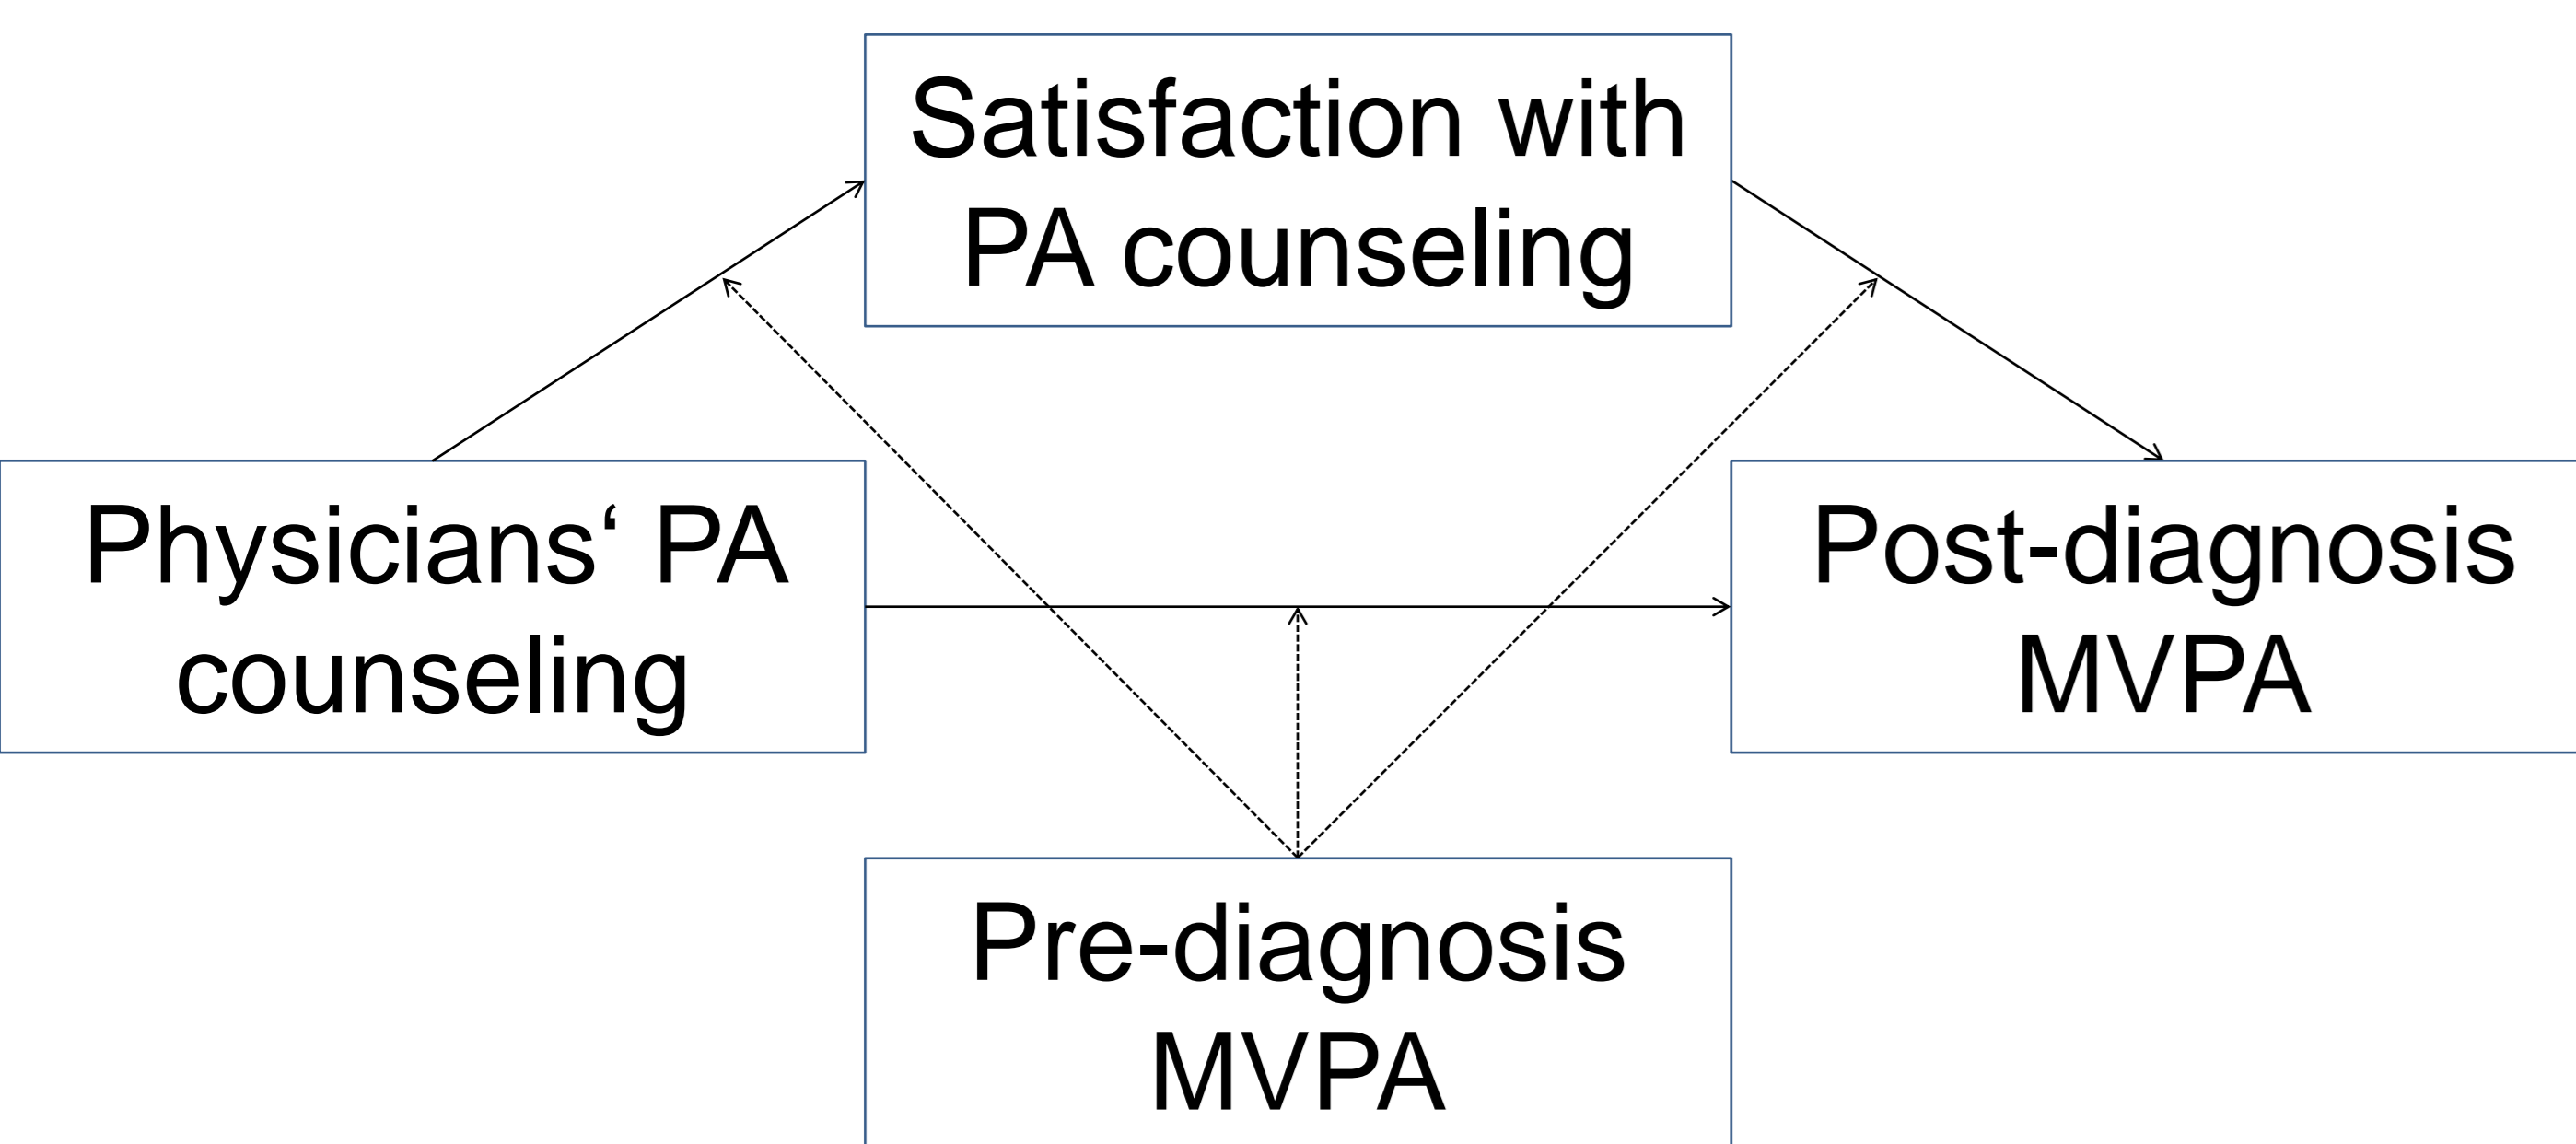 Satisfaction with
PA counseling
Physicians‘ PA
counseling
Post-diagnosis
MVPA
Pre-diagnosis
MVPA